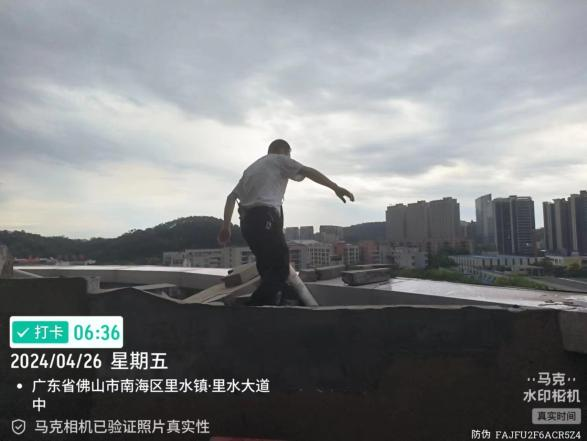 打卡 06:36
2024/04/26 星期五
广东省佛山市南海区里水镇·里水大道
中
马克相机已验证照片真实性
马克
水印相机
真实时间
防伪 FAJFU2F6ACR5Z4